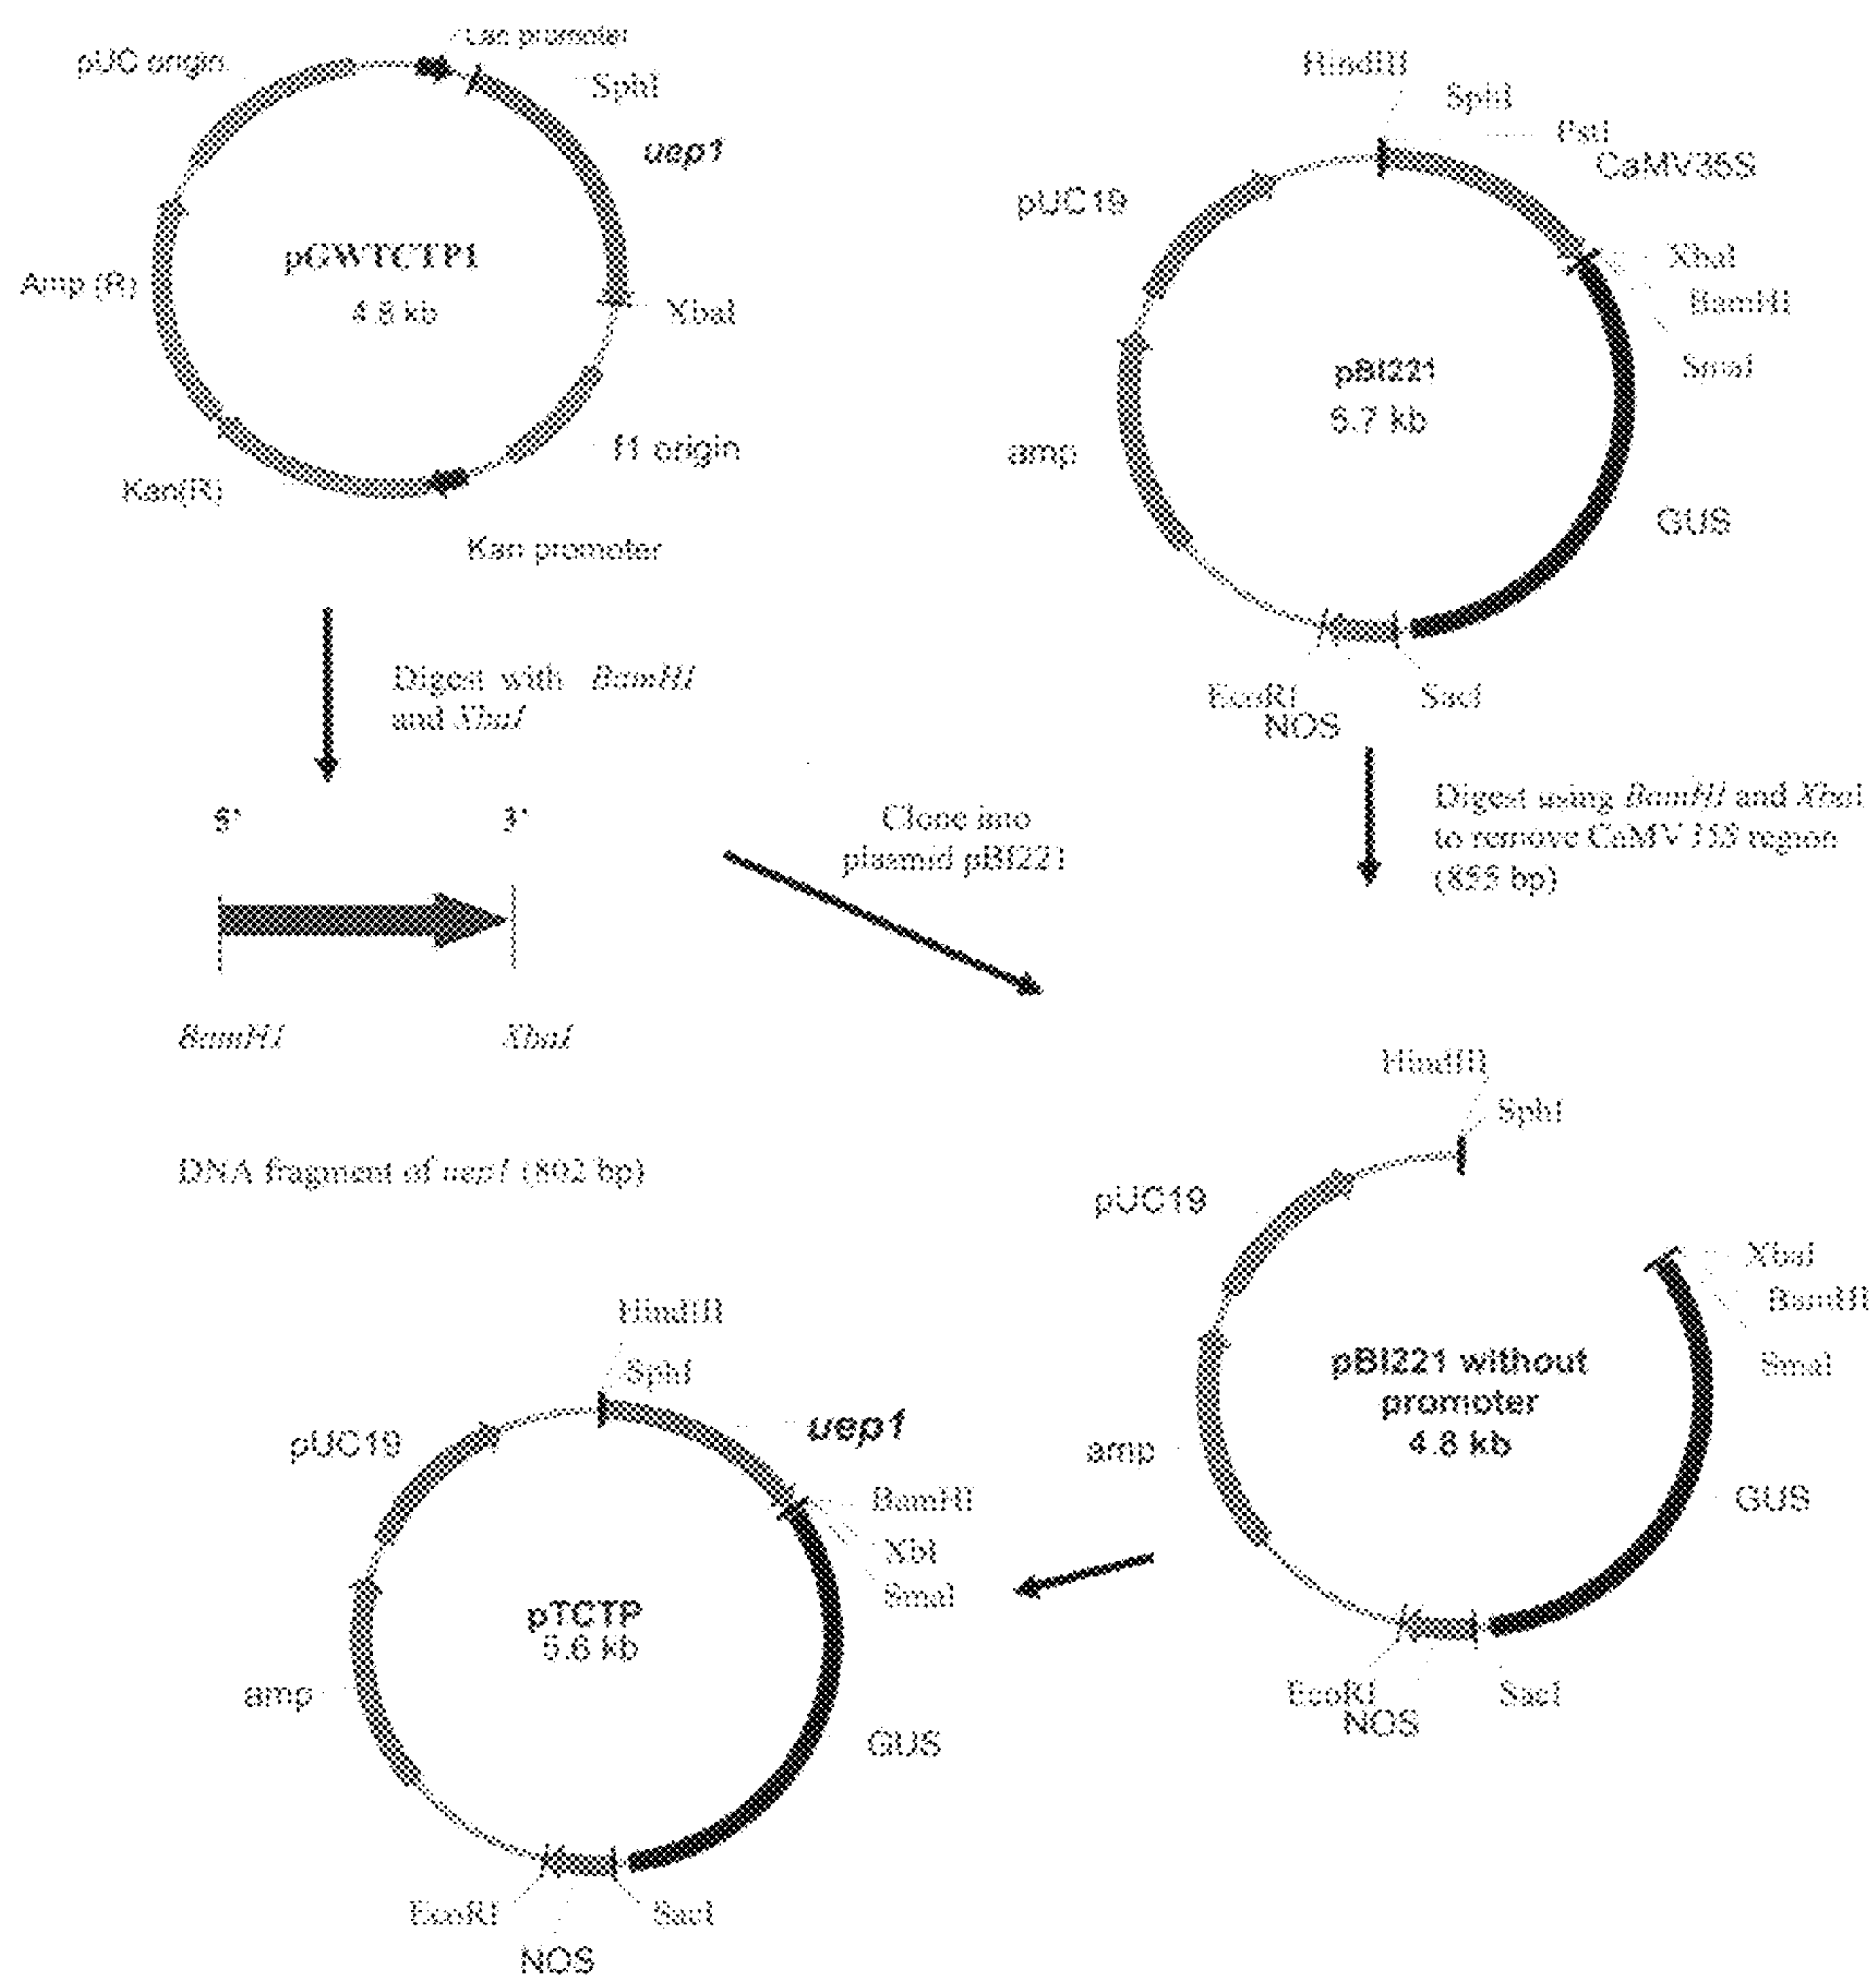 Lac promoter
pUC origin
SphI
uep1
pGWTCTP1
4.8 kb
Amp (R)
XbaI
f1 origin
Kan(R)
Kan promoter
HindIII
SphI
PstI
CaMV35S
pUC19
XbaI
BamHI
SmaI
pBI221
5.7 kb
amp
GUS
EcoRI
SacI
NOS
Digest with BamHI
and XbaI
5'
3'
BamHI
XbaI
DNA fragment of uep1 (802 bp)
Clone into
plasmid pBI221
Digest using BamHI and XbaI
to remove CaMV 35S region
(855 bp)
HindIII
SphI
pUC19
XbaI
BamHI
SmaI
pBI221 without
promoter
4.8 kb
amp
GUS
EcoRI
SacI
NOS
HindIII
SphI
uep1
pUC19
BamHI
XbI
SmaI
pTCTP
5.6 kb
amp
GUS
EcoRI
SacI
NOS